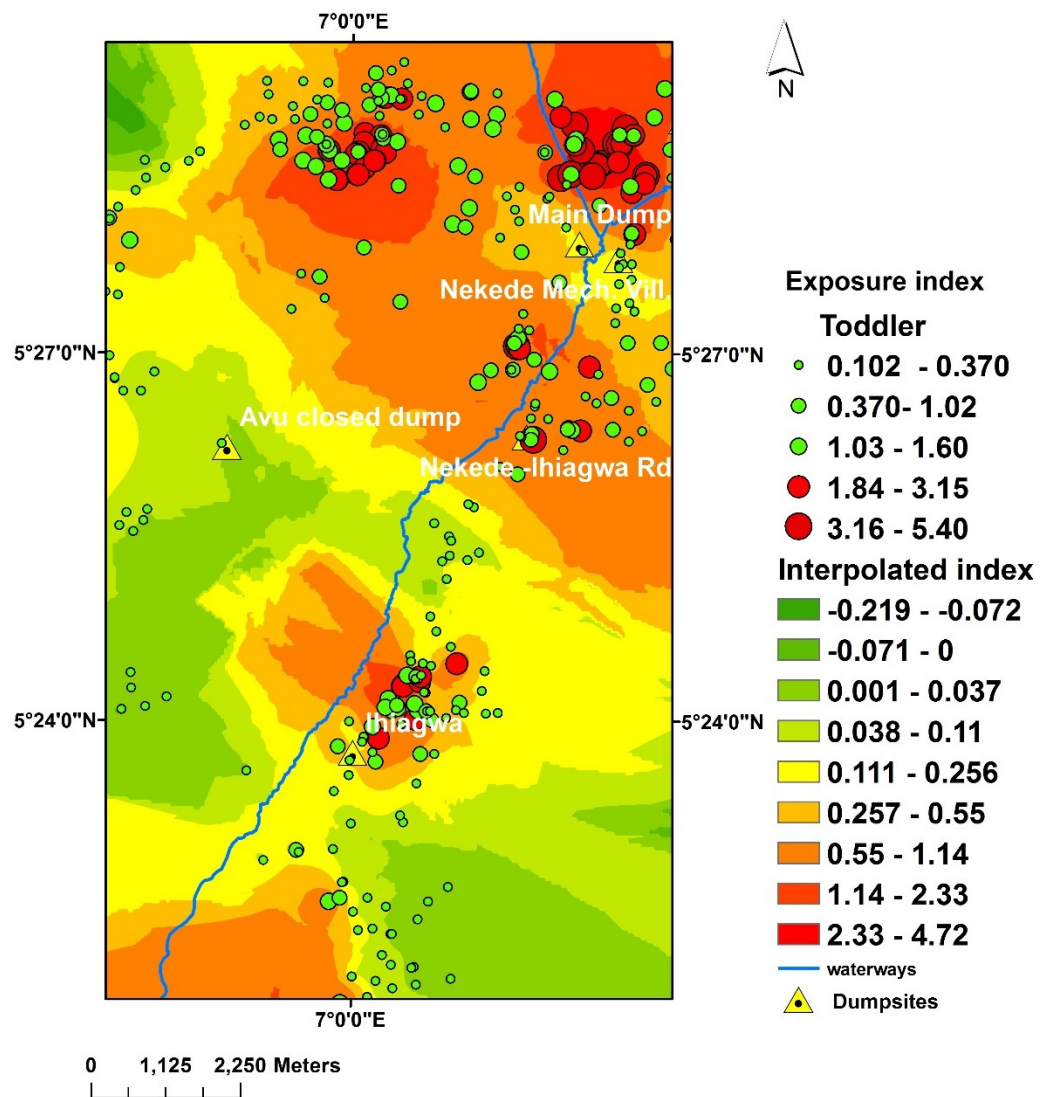 7°0'0"E
N
Main Dump
Nekede Mech. Vill.
5°27'0"N
5°27'0"N
Avu closed dump
Nekede -Ihiagwa Rd
5°24'0"N
5°24'0"N
Ihiagwa
7°0'0"E
0 1,125 2,250 Meters
Exposure index
Toddler
0.102 - 0.370
0.370- 1.02
1.03 - 1.60
1.84 - 3.15
3.16 - 5.40
Interpolated index
-0.219 - -0.072
-0.071 - 0
0.001 - 0.037
0.038 - 0.11
0.111 - 0.256
0.257 - 0.55
0.55 - 1.14
1.14 - 2.33
2.33 - 4.72
waterways
Dumpsites